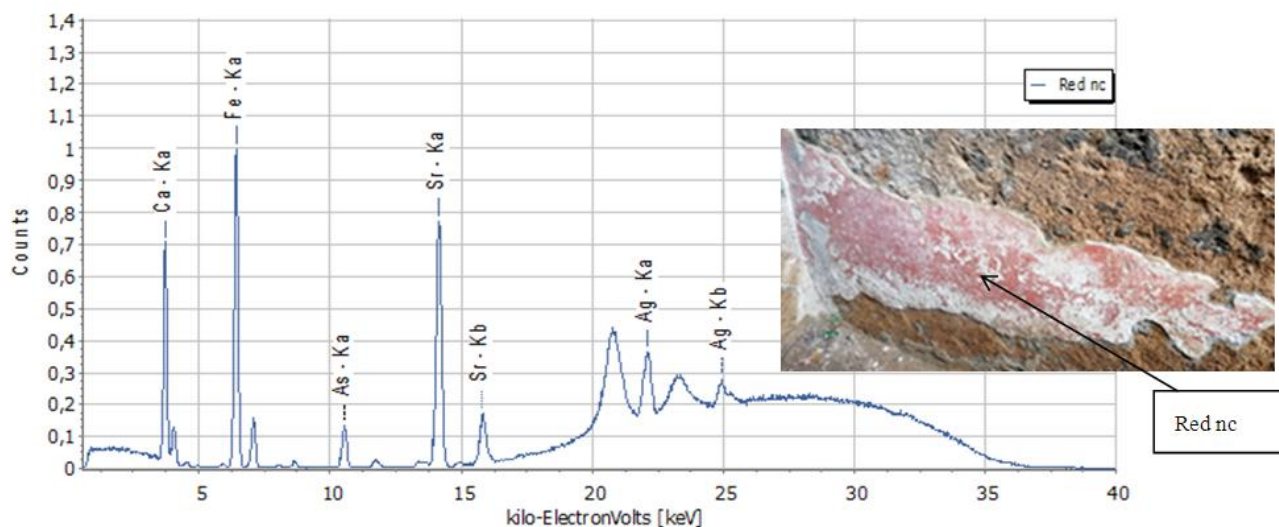 1,4
1,3
1,2
1,1
1
0,9
0,8
0,7
0,6
0,5
0,4
0,3
0,2
0,1
0
Counts
Ca - Ka
Fe - Ka
As - Ka
Sr - Ka
Sr - Kb
Ag - Ka
Ag - Kb
Red nc
Red nc
5 10 15 20 25 30 35 40
kilo-ElectronVolts [keV]